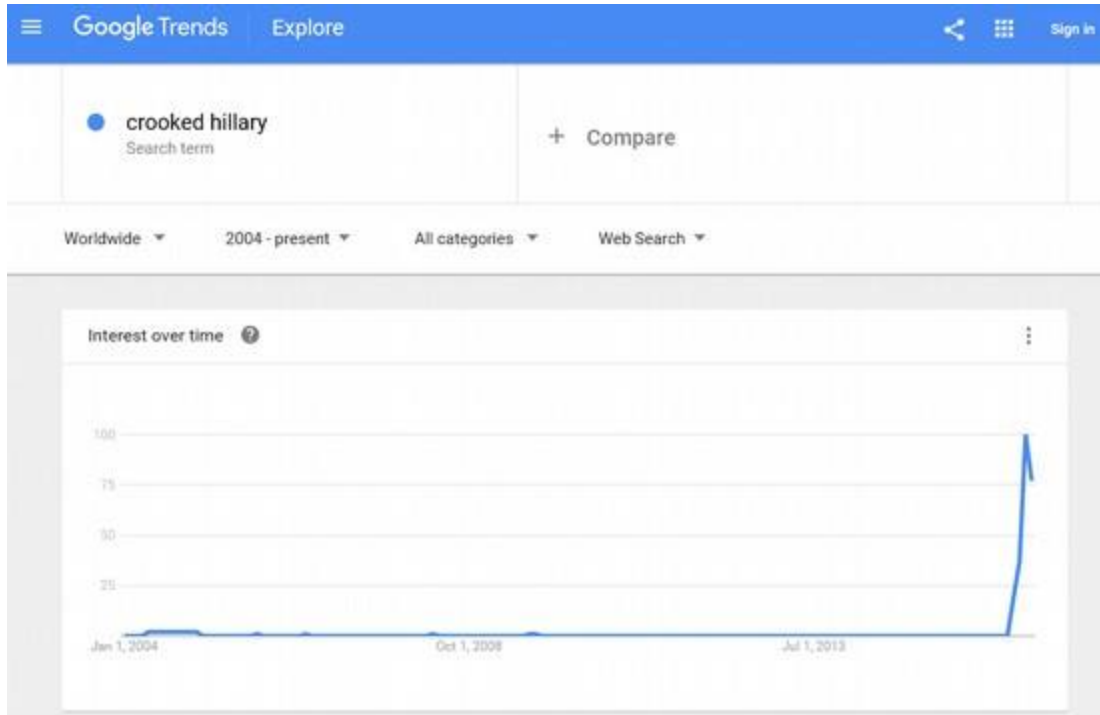 Google Trends Explore Sign in
crooked hillary
Search term
+ Compare
Worldwide 2004 - present All categories Web Search
Interest over time ?
100
75
50
25
Jan 1, 2004 Oct 1, 2008 Jul 1, 2013